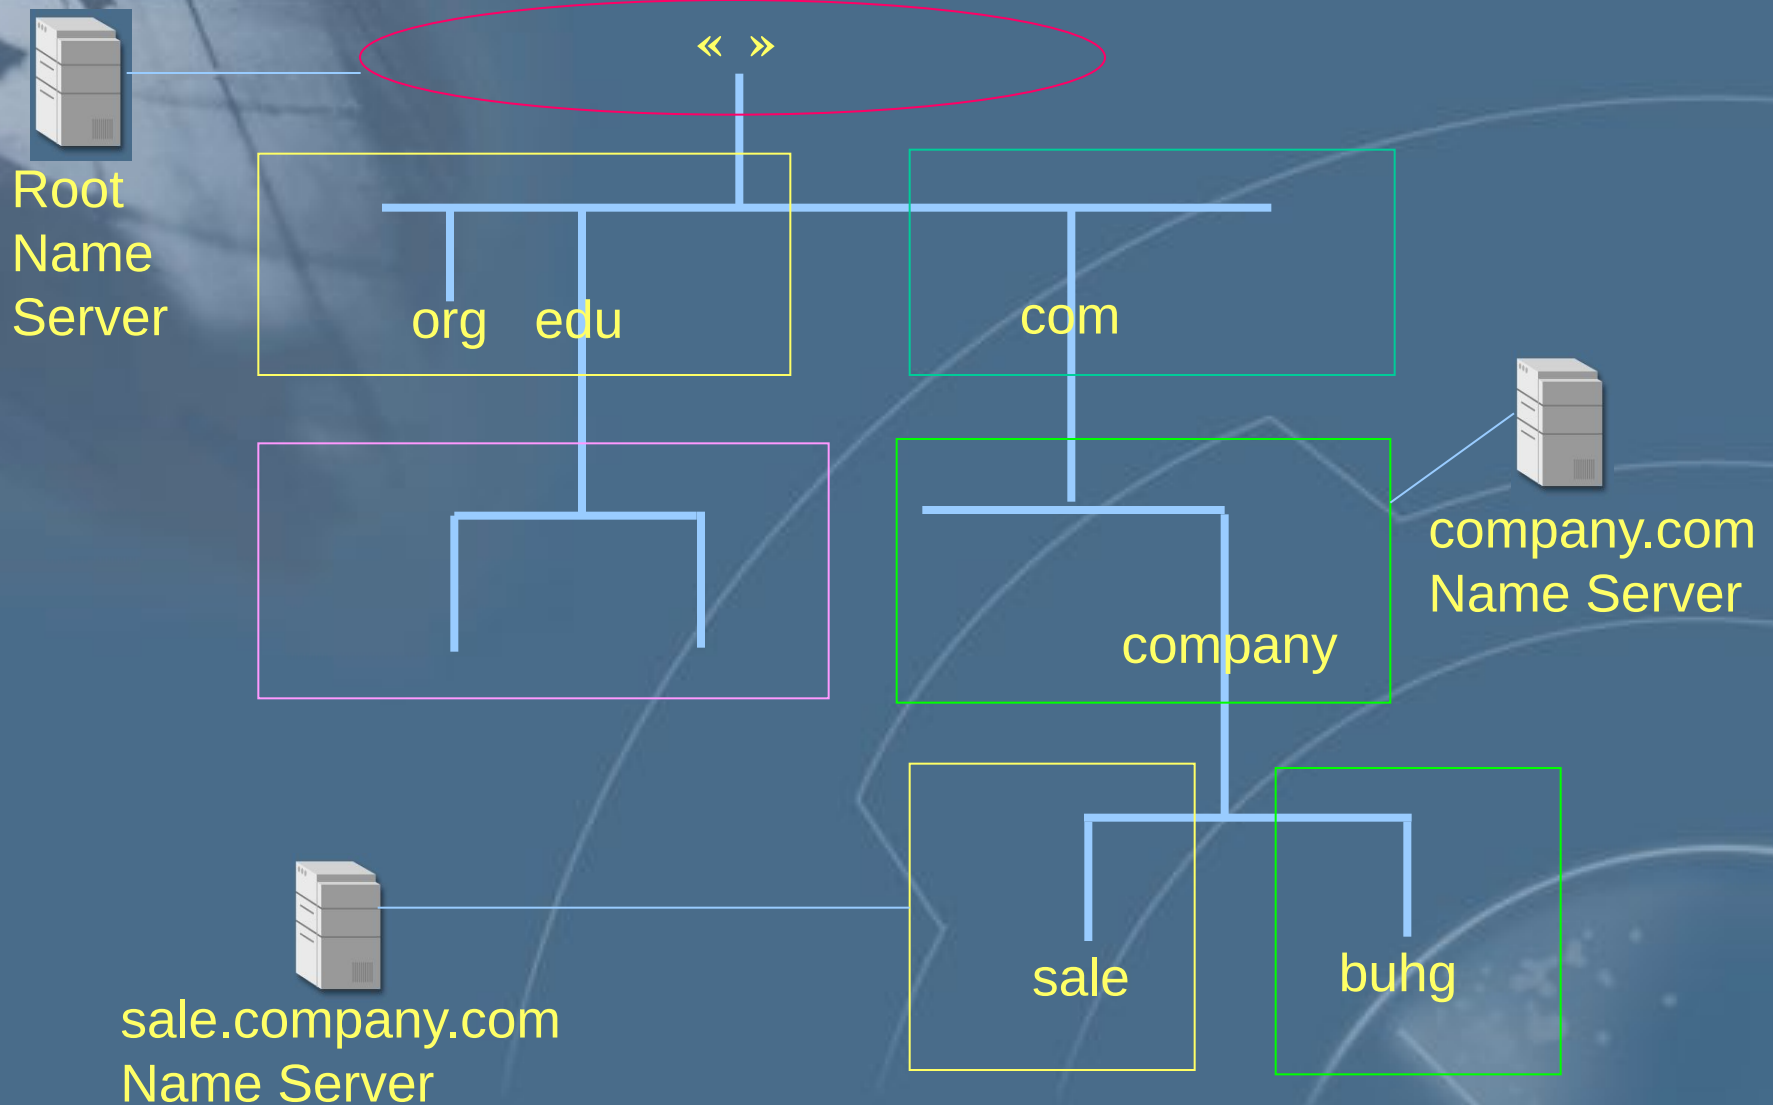 « »
Root
Name
Server
org edu com
company.com
Name Server
company
sale buhg
sale.company.com
Name Server